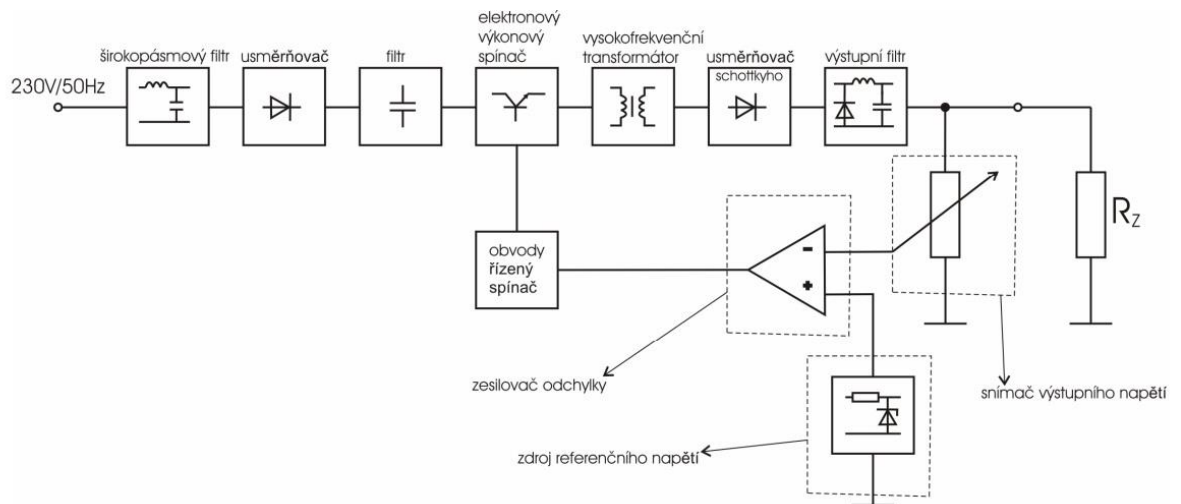 elektronový
výkonový
spínač
vysokofrekvenční
transformátor
širokopásmový filtr
usměrňovač
filtr
usměrňovač
schottkyho
výstupní filtr
230V/50Hz
R_Z
obvody
řízený
spínač
-
+
zesilovač odchylky
snímač výstupního napětí
zdroj referenčního napětí